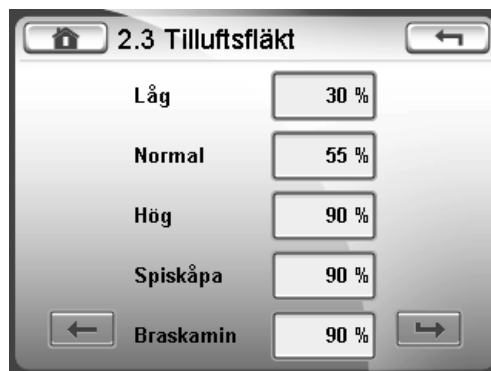 2.3 Tilluftsfläkt
Låg 30 %
Normal 55 %
Hög 90 %
Spiskåpa 90 %
Braskamin 90 %